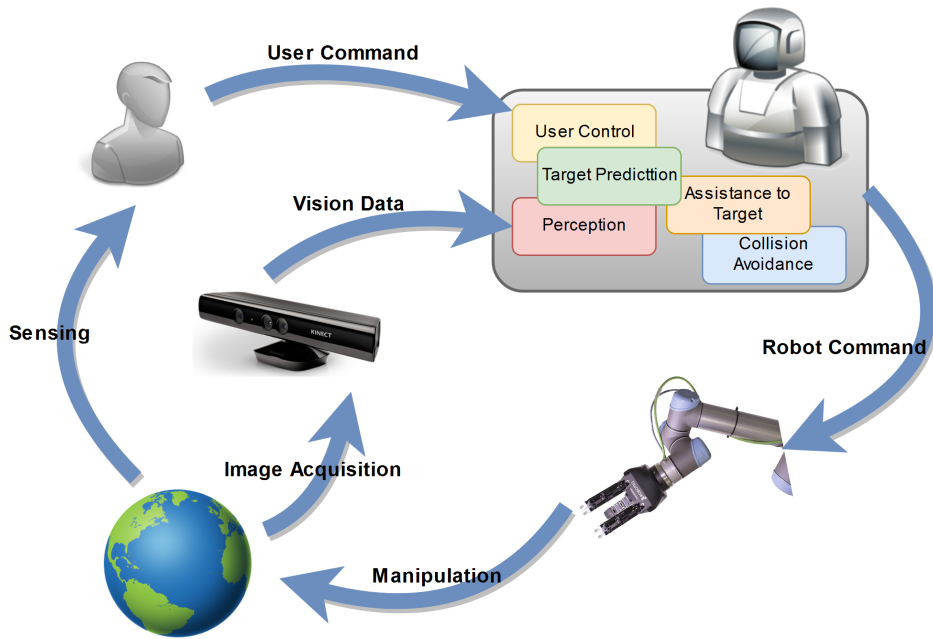 User Command
User Control
Target Predicttion
Assistance to
Target
Vision Data
Perception
Collision
Avoidance
Sensing
KINECT
Robot Command
Image Acquisition
Manipulation